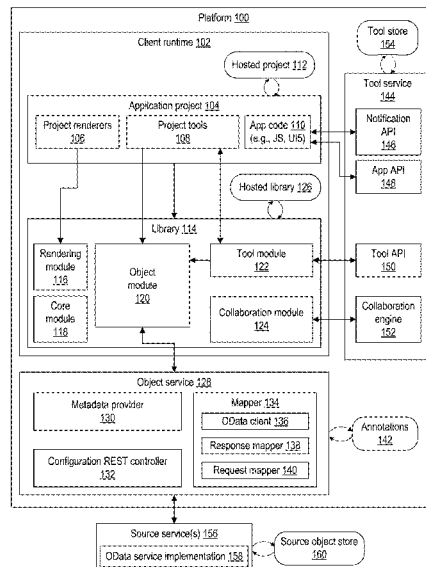 Platform 100
Client runtime 102
Tool store
154
Hosted project 112
Tool service
144
Application project 104
Project renderers
106
Project tools
108
App code 110
(e.g., JS, UI5)
Notification
API
146
App API
148
Hosted library 126
Library 114
Rendering
module
116
Object
module
120
Tool module
122
Tool API
150
Core
module
118
Collaboration module
124
Collaboration
engine
152
Object service 128
Metadata provider
130
Mapper 134
OData client 136
Response mapper 138
Request mapper 140
Annotations
142
Configuration REST controller
132
Source service(s) 156
OData service implementation 158
Source object store
160